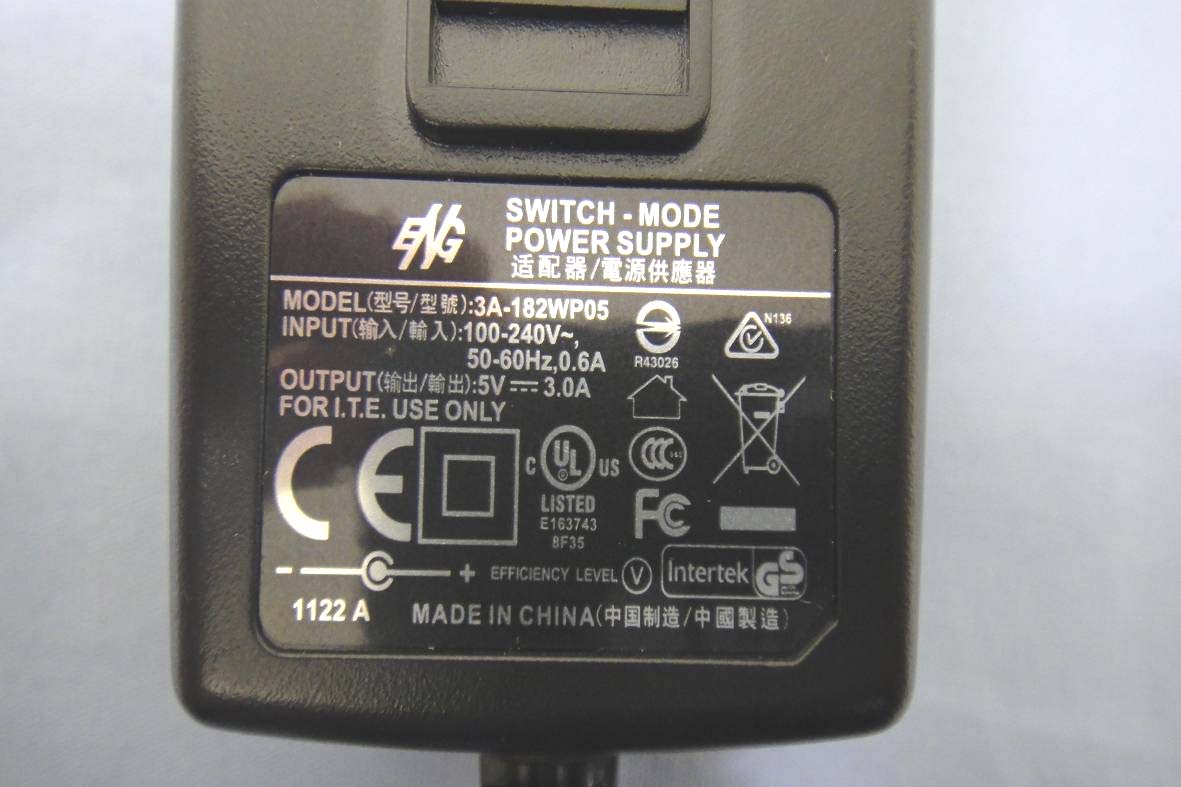 ENG
SWITCH - MODE
POWER SUPPLY
适配器/電源供應器
MODEL(型号/型號):3A-182WP05
INPUT(输入/輸入):100-240V~,
50-60Hz,0.6A
OUTPUT(输出/輸出):5V⎓3.0A
FOR I.T.E. USE ONLY
R43026
N136
CE
C UL US
LISTED
E163743
8F35
CCC
FC
- +
EFFICIENCY LEVEL V
Intertek GS
1122 A
MADE IN CHINA(中国制造/中國製造)